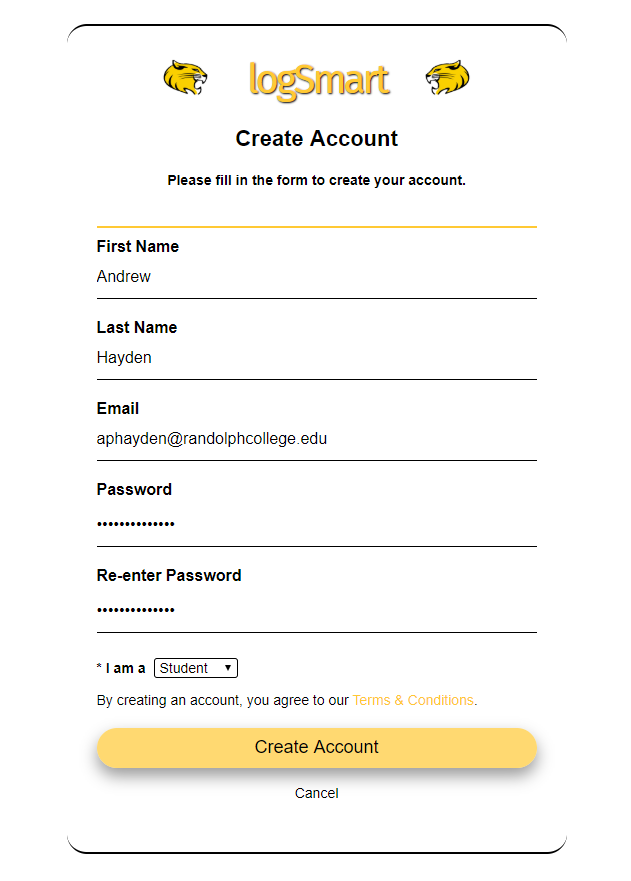 logSmart
Create Account
Please fill in the form to create your account.
First Name
Andrew
Last Name
Hayden
Email
aphayden@randolphcollege.edu
Password
••••••••••••••
Re-enter Password
••••••••••••••
* I am a Student ▼
By creating an account, you agree to our Terms & Conditions.
Create Account
Cancel